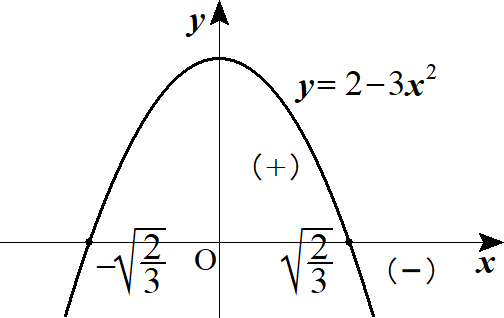 y
y = 2−3x²
(+)
−√(2/3)
O
√(2/3)
(−)
x